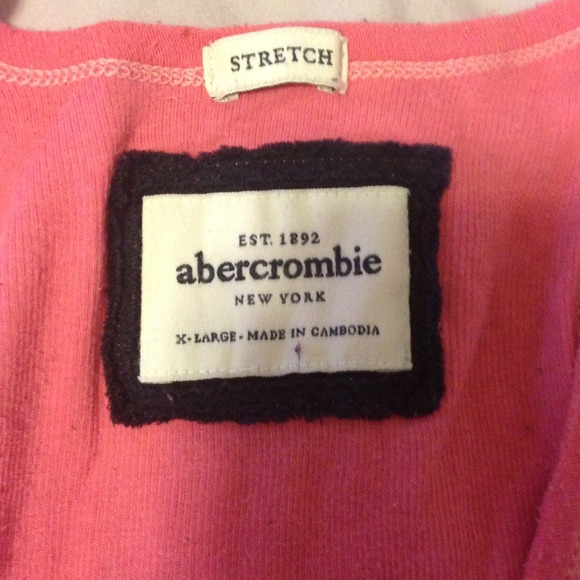 STRETCH
EST. 1892
abercrombie
NEW YORK
X-LARGE - MADE IN CAMBODIA